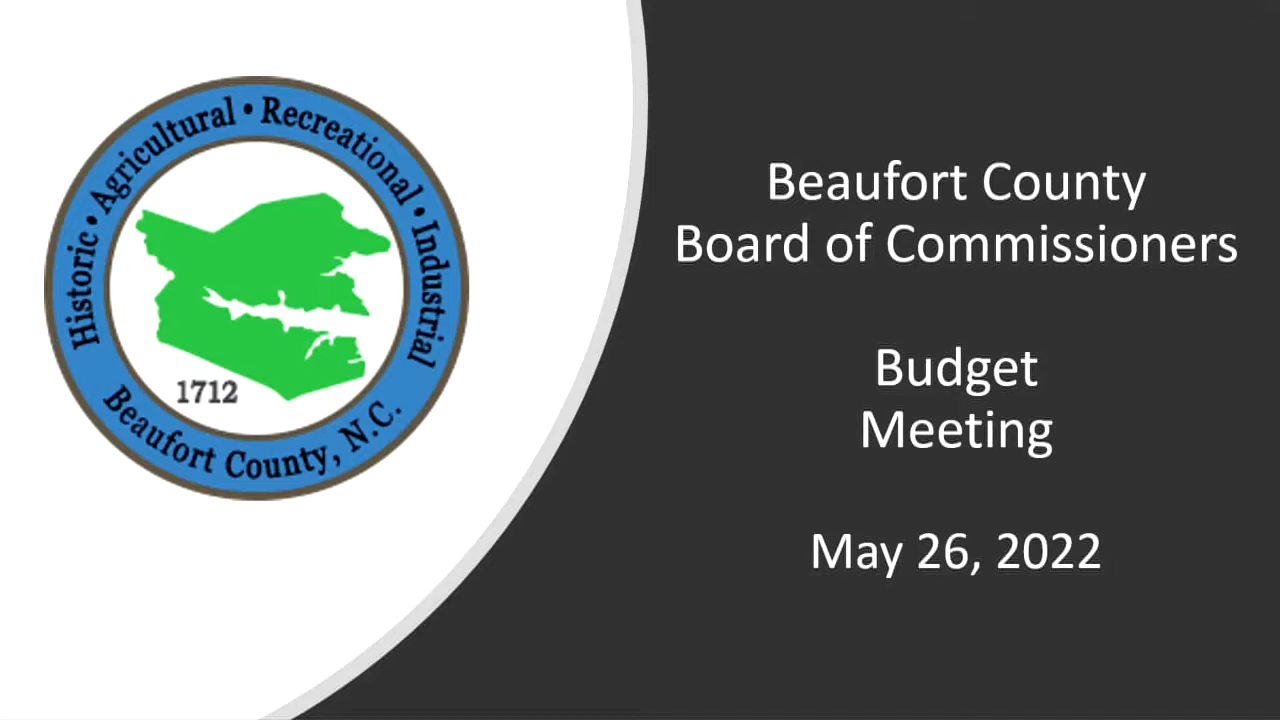 Historic • Agricultural • Recreational • Industrial
1712
Beaufort County, N.C.
Beaufort County
Board of Commissioners
Budget
Meeting
May 26, 2022